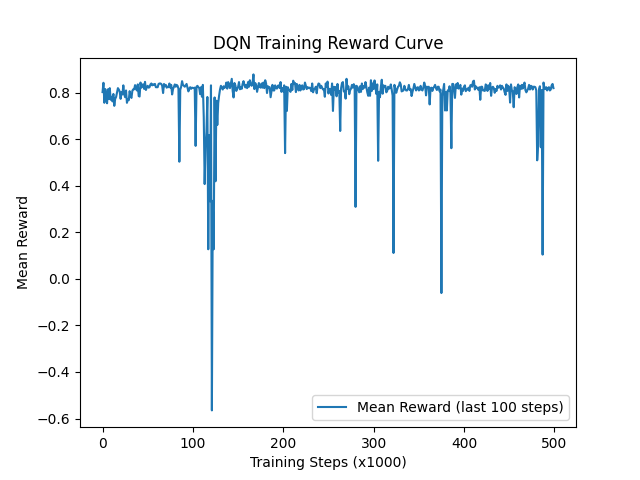 DQN Training Reward Curve
Mean Reward
0.8
0.6
0.4
0.2
0.0
−0.2
−0.4
−0.6
Mean Reward (last 100 steps)
0 100 200 300 400 500
Training Steps (x1000)